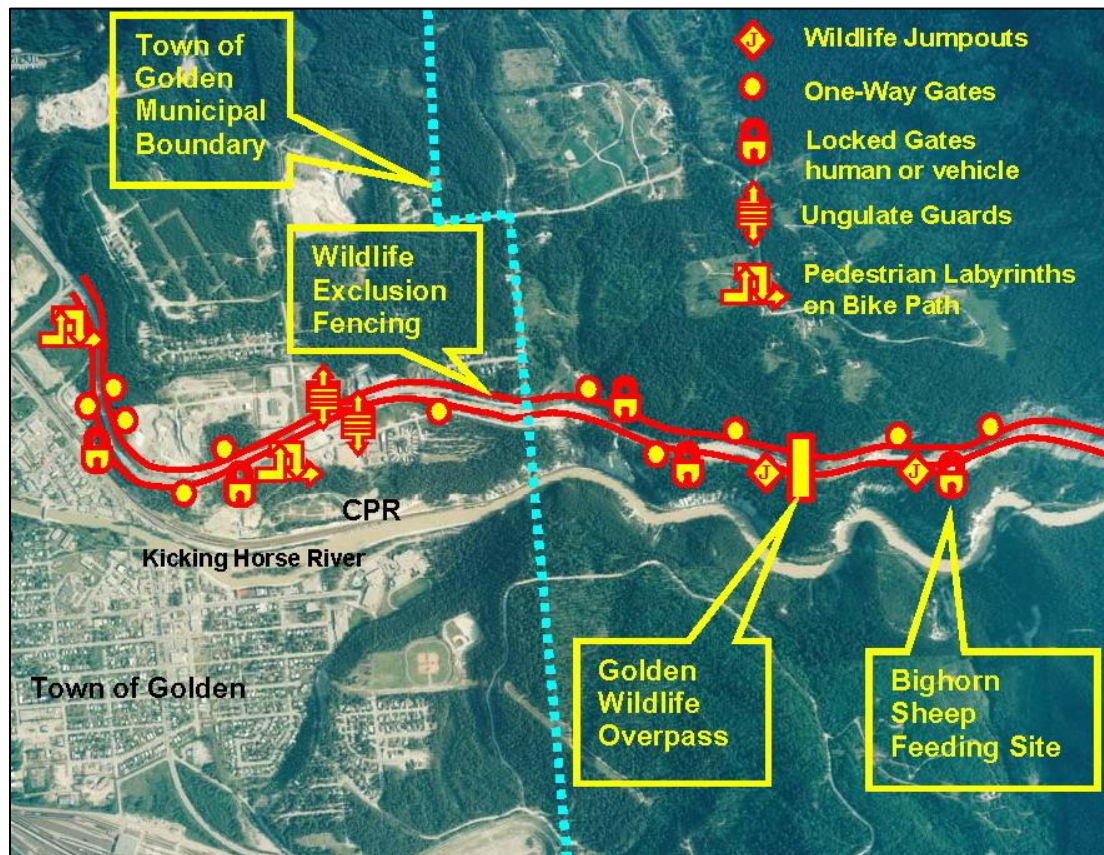 Town of
Golden
Municipal
Boundary
Wildlife Jumpouts
One-Way Gates
Locked Gates
human or vehicle
Ungulate Guards
Pedestrian Labyrinths
on Bike Path
Wildlife
Exclusion
Fencing
J
J
J
CPR
Kicking Horse River
Town of Golden
Golden
Wildlife
Overpass
Bighorn
Sheep
Feeding Site